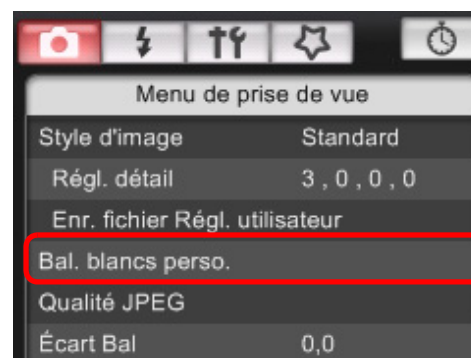 Menu de prise de vue
Style d'image Standard
Régl. détail 3 , 0 , 0 , 0
Enr. fichier Régl. utilisateur
Bal. blancs perso.
Qualité JPEG
Écart Bal 0,0